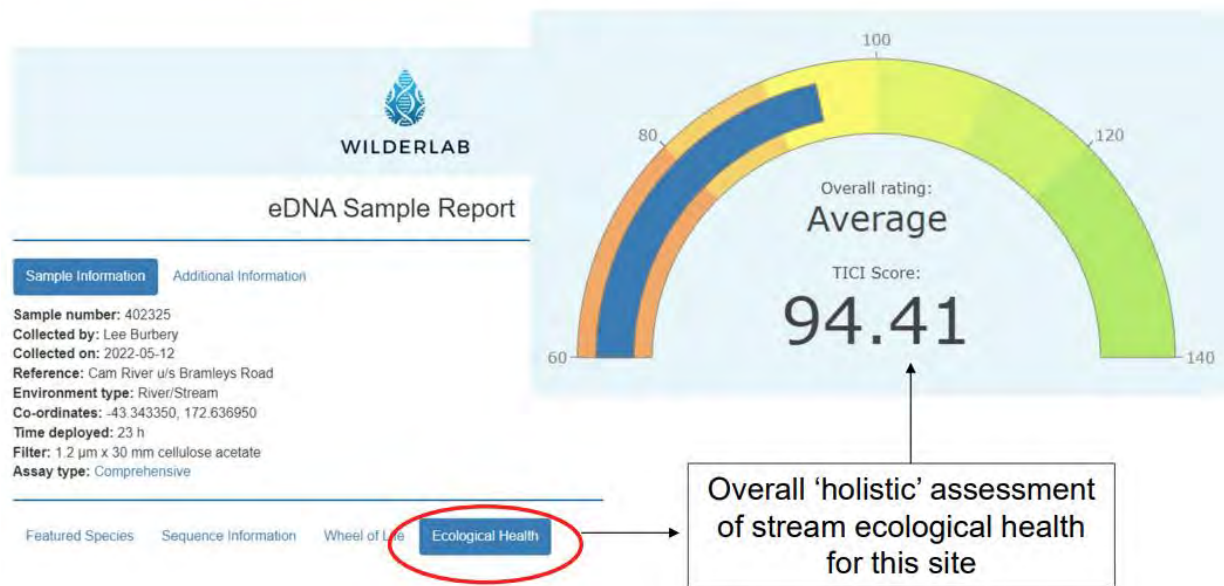 WILDERLAB
eDNA Sample Report
Sample Information Additional Information
Sample number: 402325
Collected by: Lee Burbery
Collected on: 2022-05-12
Reference: Cam River u/s Bramleys Road
Environment type: River/Stream
Co-ordinates: -43.343350, 172.636950
Time deployed: 23 h
Filter: 1.2 µm x 30 mm cellulose acetate
Assay type: Comprehensive
Featured Species Sequence Information Wheel of Life Ecological Health
100
80
120
60
140
Overall rating:
Average
TICI Score:
94.41
Overall ‘holistic’ assessment
of stream ecological health
for this site